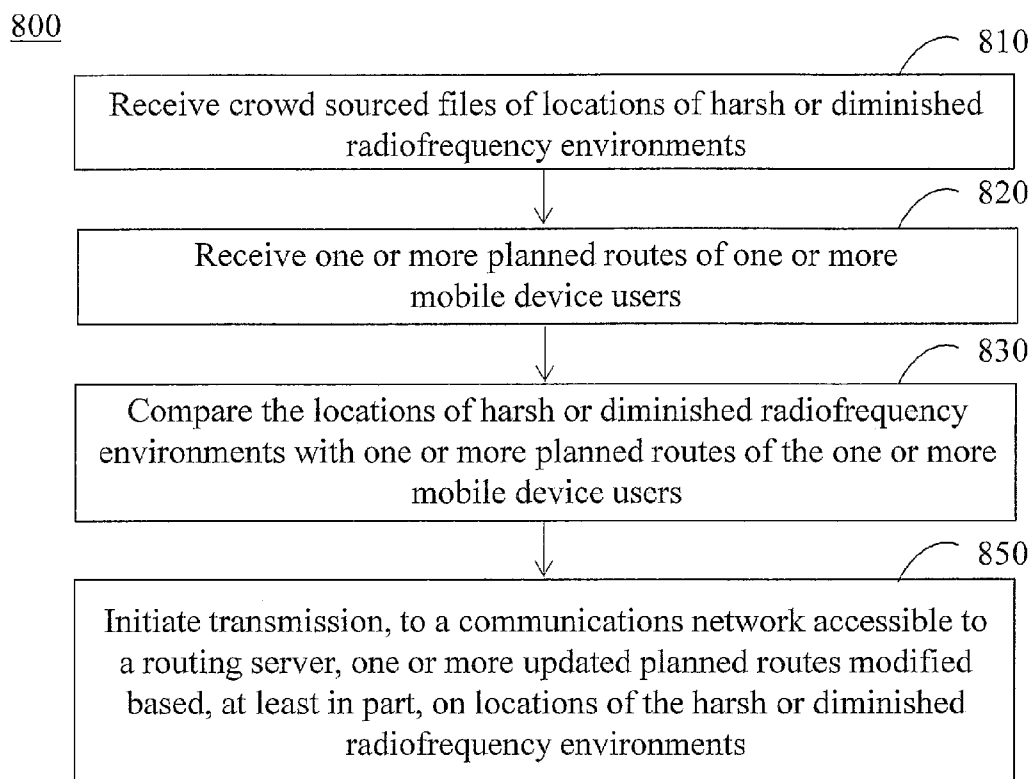 800
810
Receive crowd sourced files of locations of harsh or diminished
radiofrequency environments
820
Receive one or more planned routes of one or more
mobile device users
830
Compare the locations of harsh or diminished radiofrequency
environments with one or more planned routes of the one or more
mobile device users
850
Initiate transmission, to a communications network accessible to
a routing server, one or more updated planned routes modified
based, at least in part, on locations of the harsh or diminished
radiofrequency environments